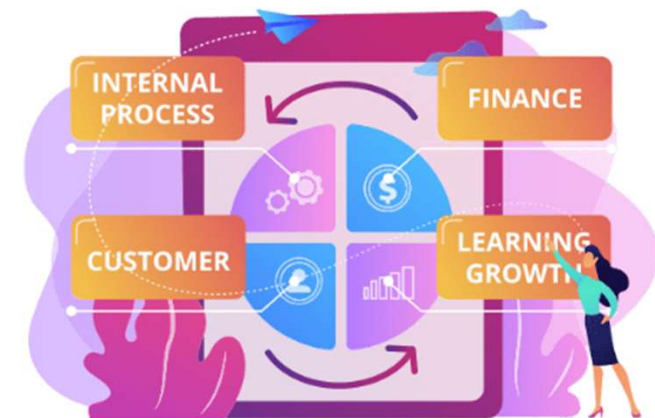 INTERNAL
PROCESS
FINANCE
CUSTOMER
LEARNING
GROWTH
$